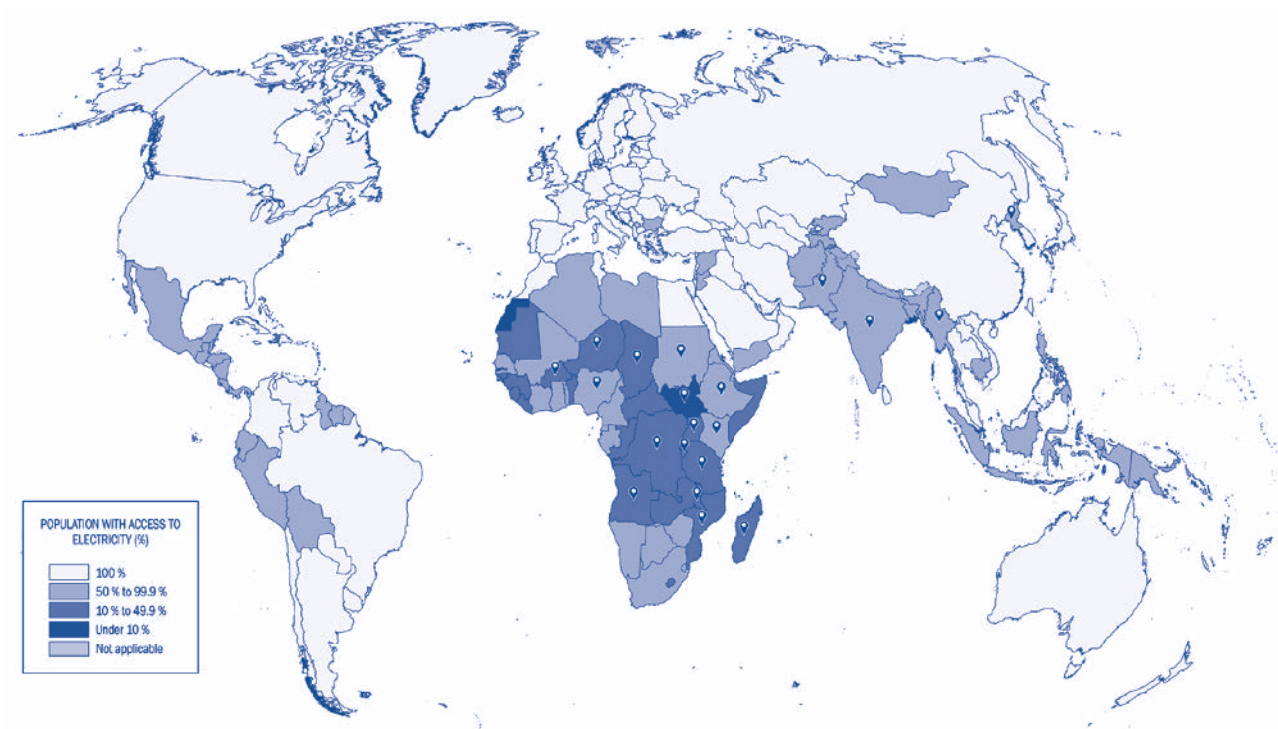 POPULATION WITH ACCESS TO
ELECTRICITY (%)
100 %
50 % to 99.9 %
10 % to 49.9 %
Under 10 %
Not applicable